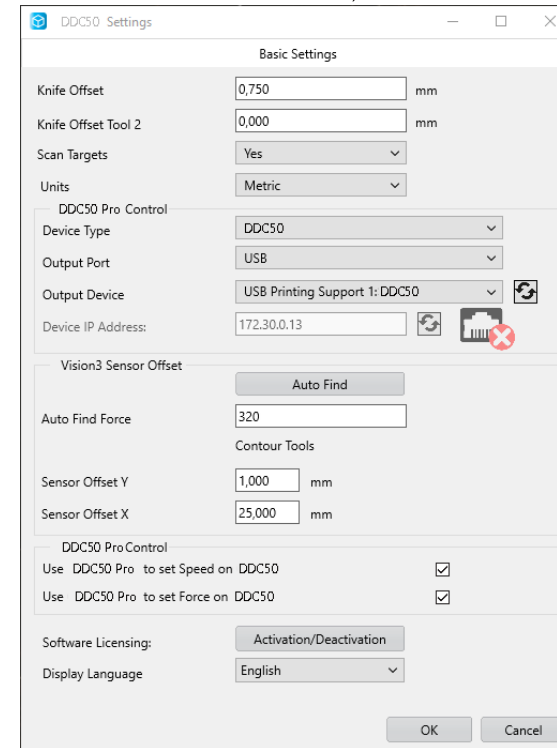 DDC50 Settings
Basic Settings
Knife Offset 0,750 mm
Knife Offset Tool 2 0,000 mm
Scan Targets Yes
Units Metric
DDC50 Pro Control
Device Type DDC50
Output Port USB
Output Device USB Printing Support 1: DDC50
Device IP Address: 172.30.0.13
Vision3 Sensor Offset
Auto Find
Auto Find Force 320
Contour Tools
Sensor Offset Y 1,000 mm
Sensor Offset X 25,000 mm
DDC50 Pro Control
Use DDC50 Pro to set Speed on DDC50
Use DDC50 Pro to set Force on DDC50
Software Licensing: Activation/Deactivation
Display Language English
OK Cancel